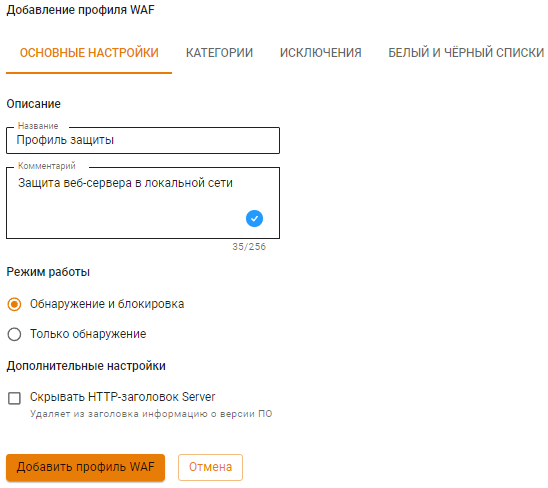 Добавление профиля WAF
ОСНОВНЫЕ НАСТРОЙКИ КАТЕГОРИИ ИСКЛЮЧЕНИЯ БЕЛЫЙ И ЧЁРНЫЙ СПИСКИ
Описание
Название
Профиль защиты
Комментарий
Защита веб-сервера в локальной сети
35/256
Режим работы
Обнаружение и блокировка
Только обнаружение
Дополнительные настройки
Скрывать HTTP-заголовок Server
Удаляет из заголовка информацию о версии ПО
Добавить профиль WAF Отмена